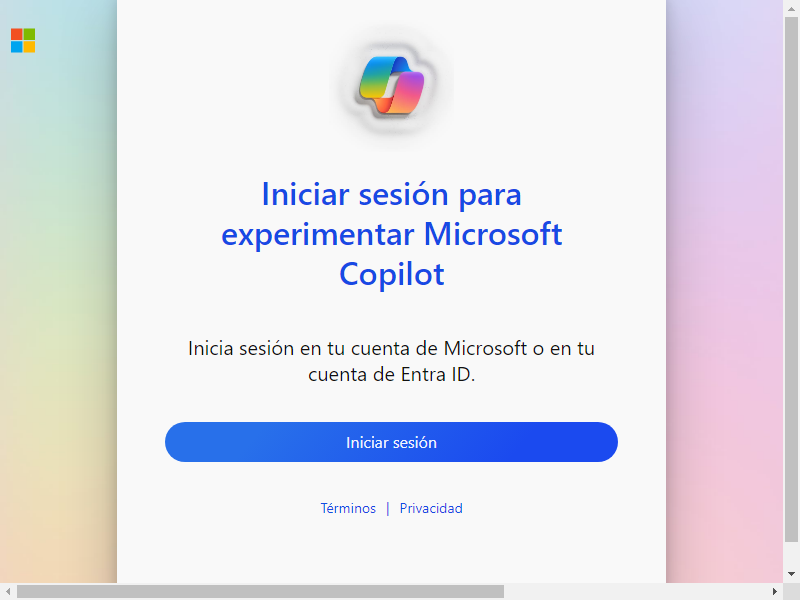 Iniciar sesión para
experimentar Microsoft
Copilot
Inicia sesión en tu cuenta de Microsoft o en tu
cuenta de Entra ID.
Iniciar sesión
Términos | Privacidad